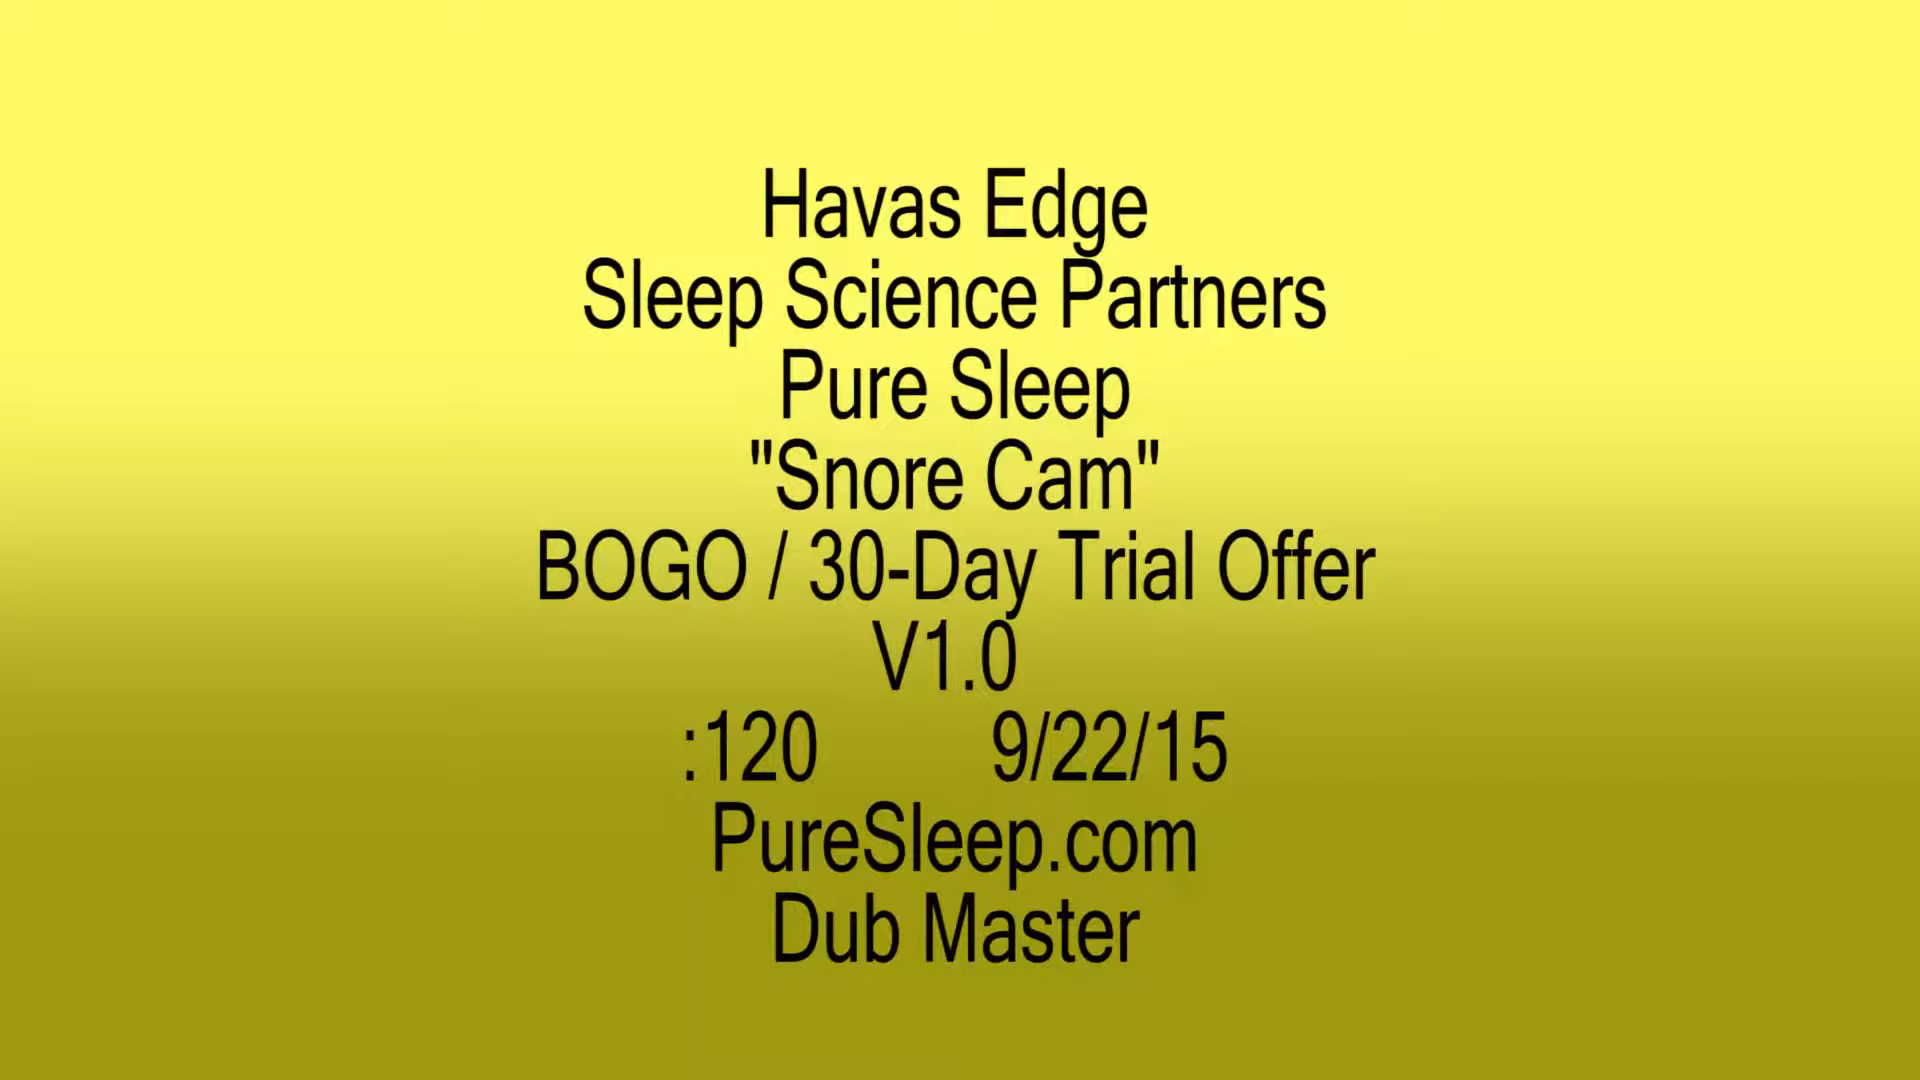 Havas Edge
Sleep Science Partners
Pure Sleep
"Snore Cam"
BOGO / 30-Day Trial Offer
V1.0
:120 9/22/15
PureSleep.com
Dub Master